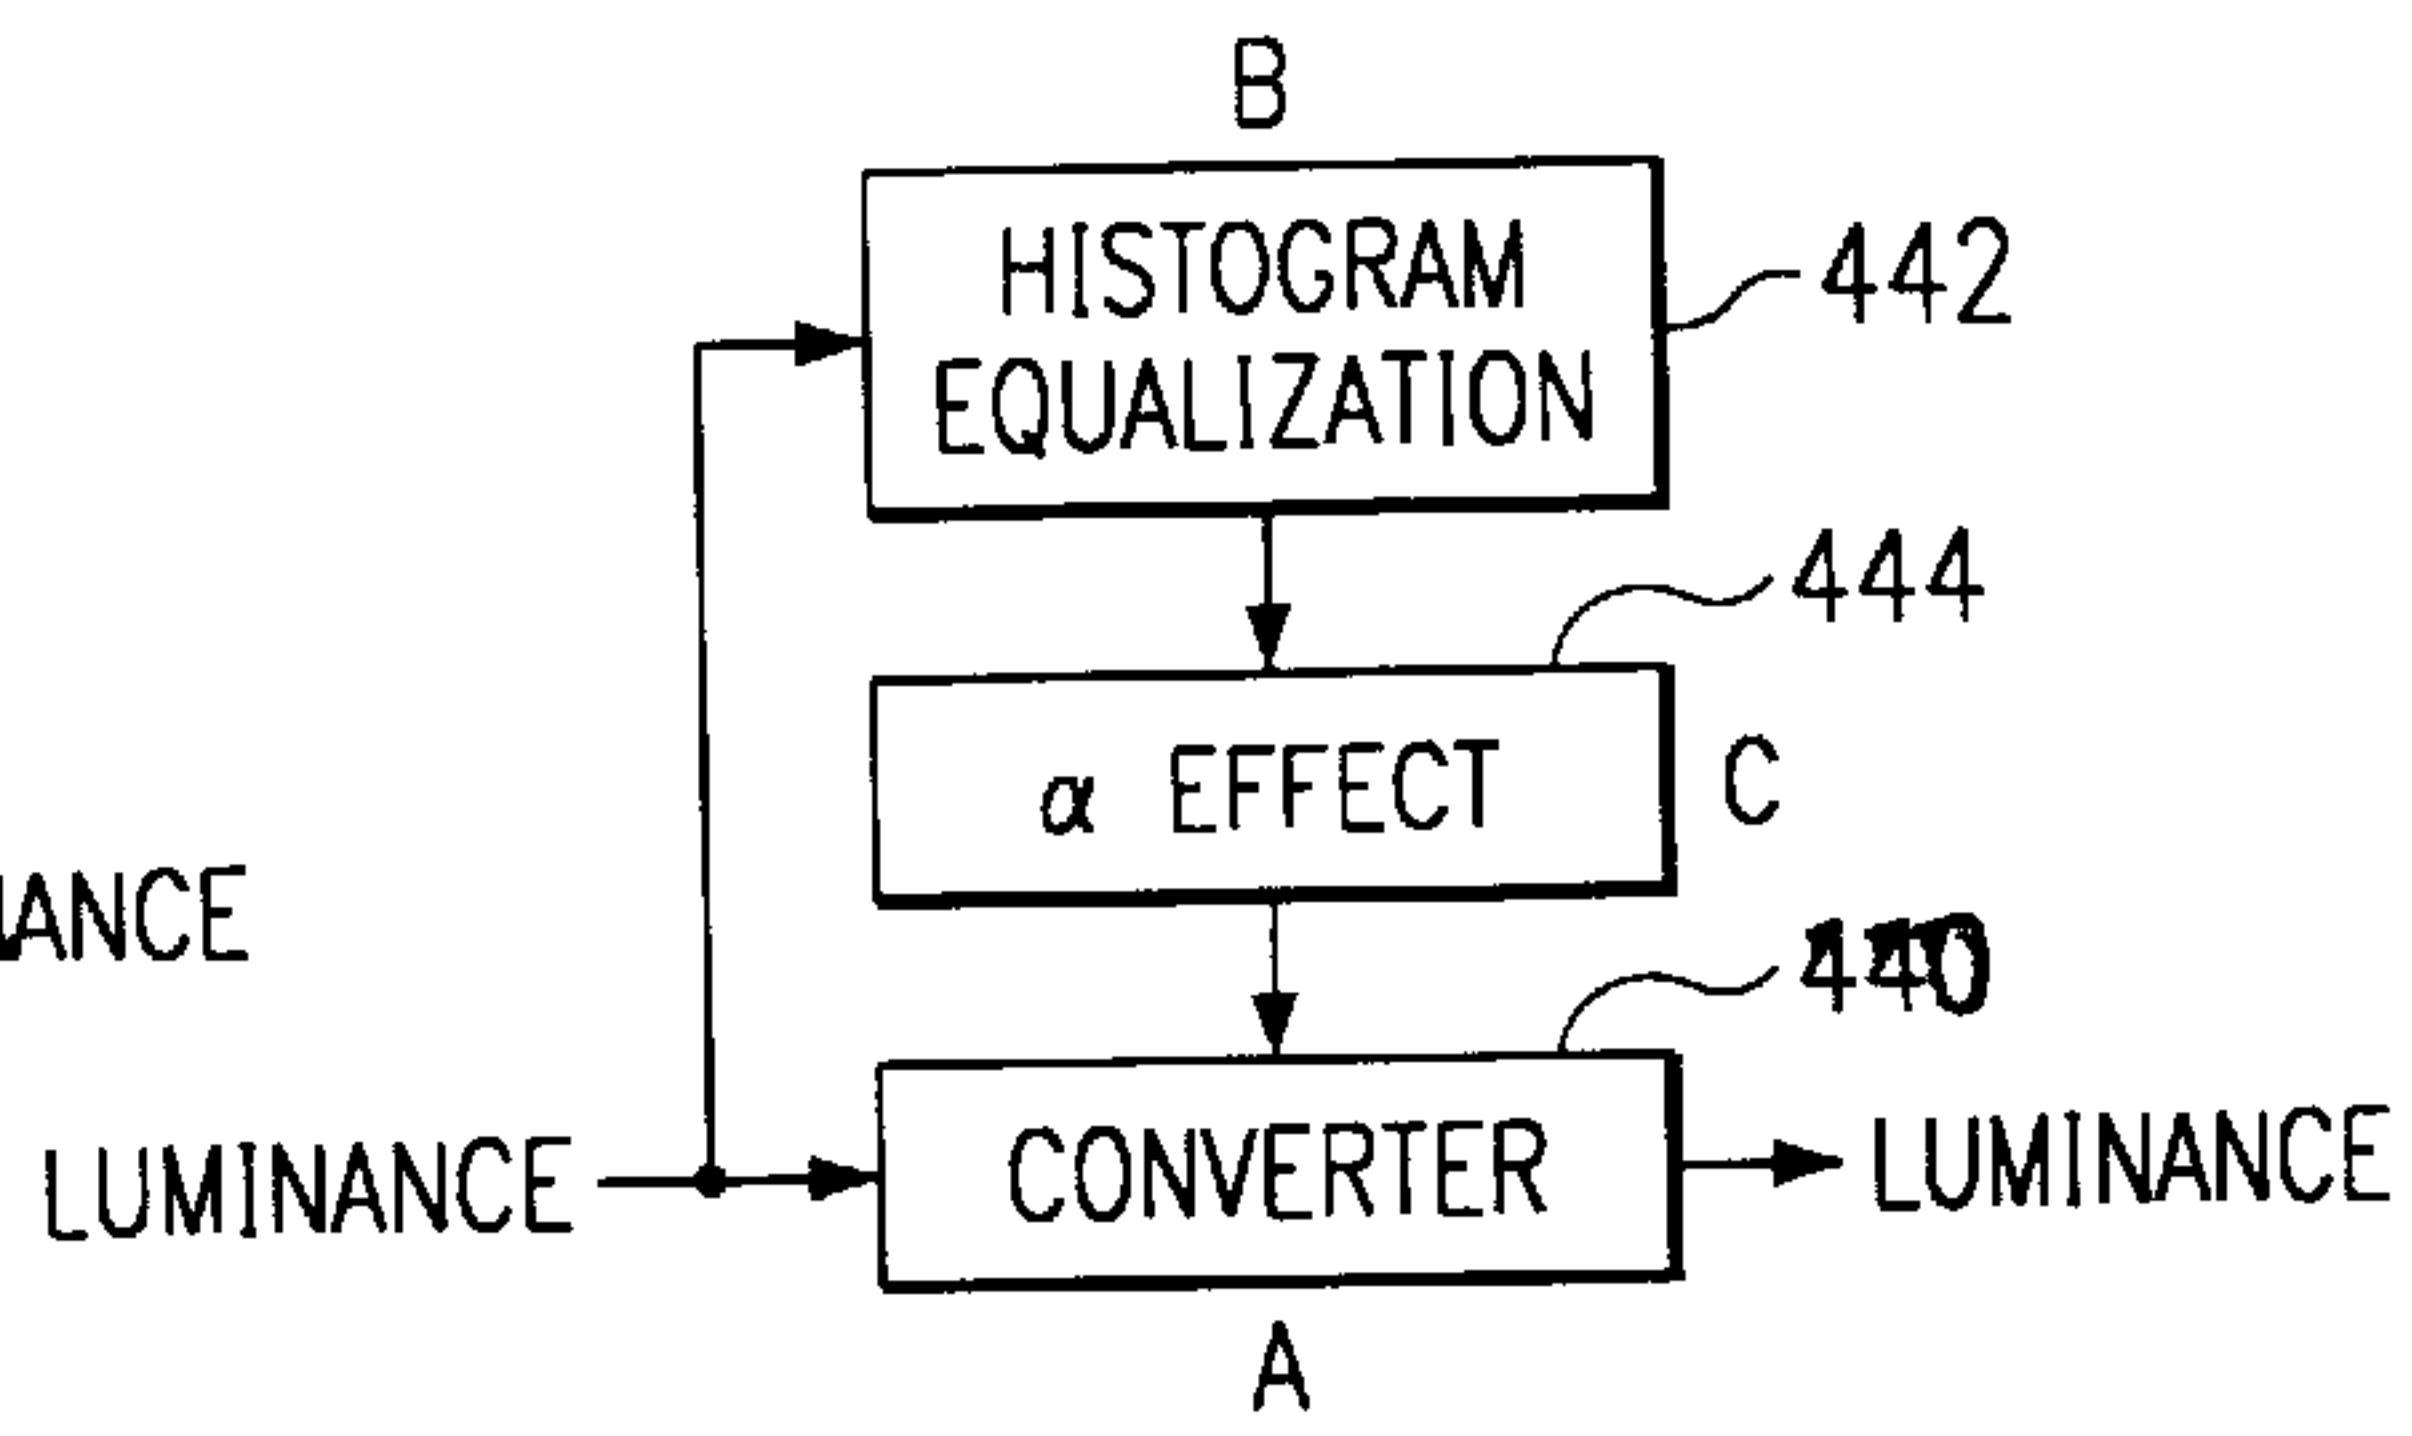 B
HISTOGRAM
EQUALIZATION
442
444
α EFFECT
C
ANCE
440
LUMINANCE
CONVERTER
LUMINANCE
A